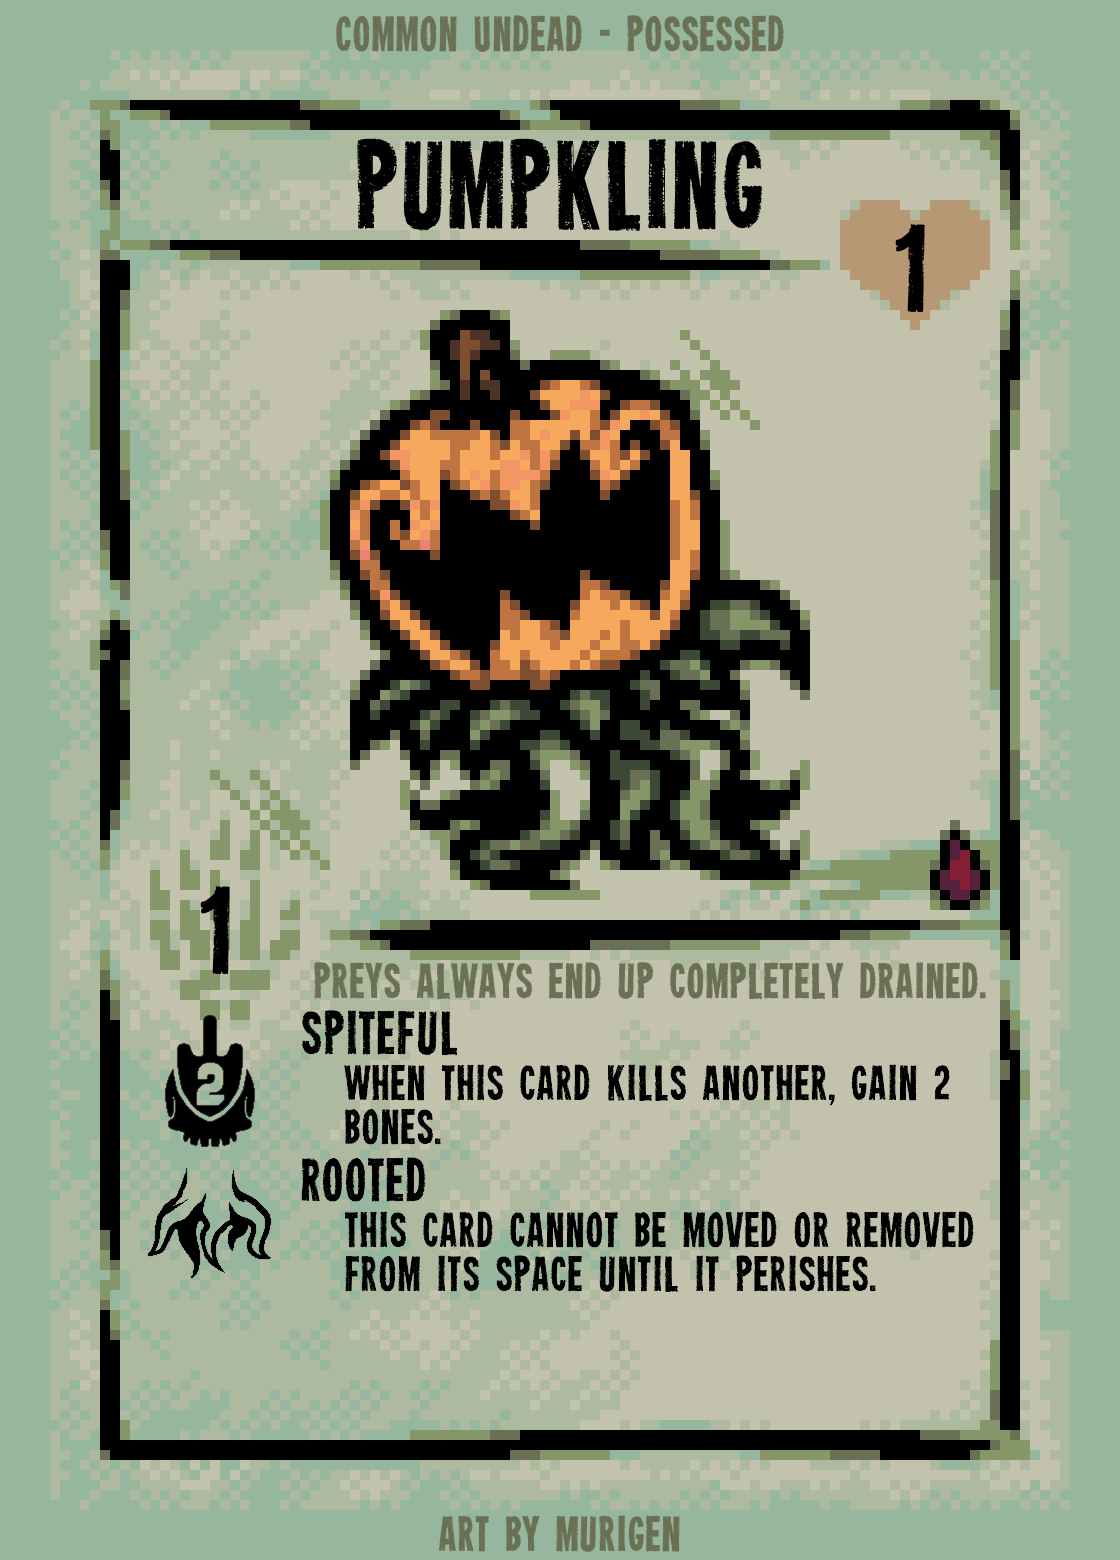 COMMON UNDEAD - POSSESSED
PUMPKLING
1
1
PREYS ALWAYS END UP COMPLETELY DRAINED.
SPITEFUL
2
WHEN THIS CARD KILLS ANOTHER, GAIN 2
BONES.
ROOTED
THIS CARD CANNOT BE MOVED OR REMOVED
FROM ITS SPACE UNTIL IT PERISHES.
ART BY MURIGEN